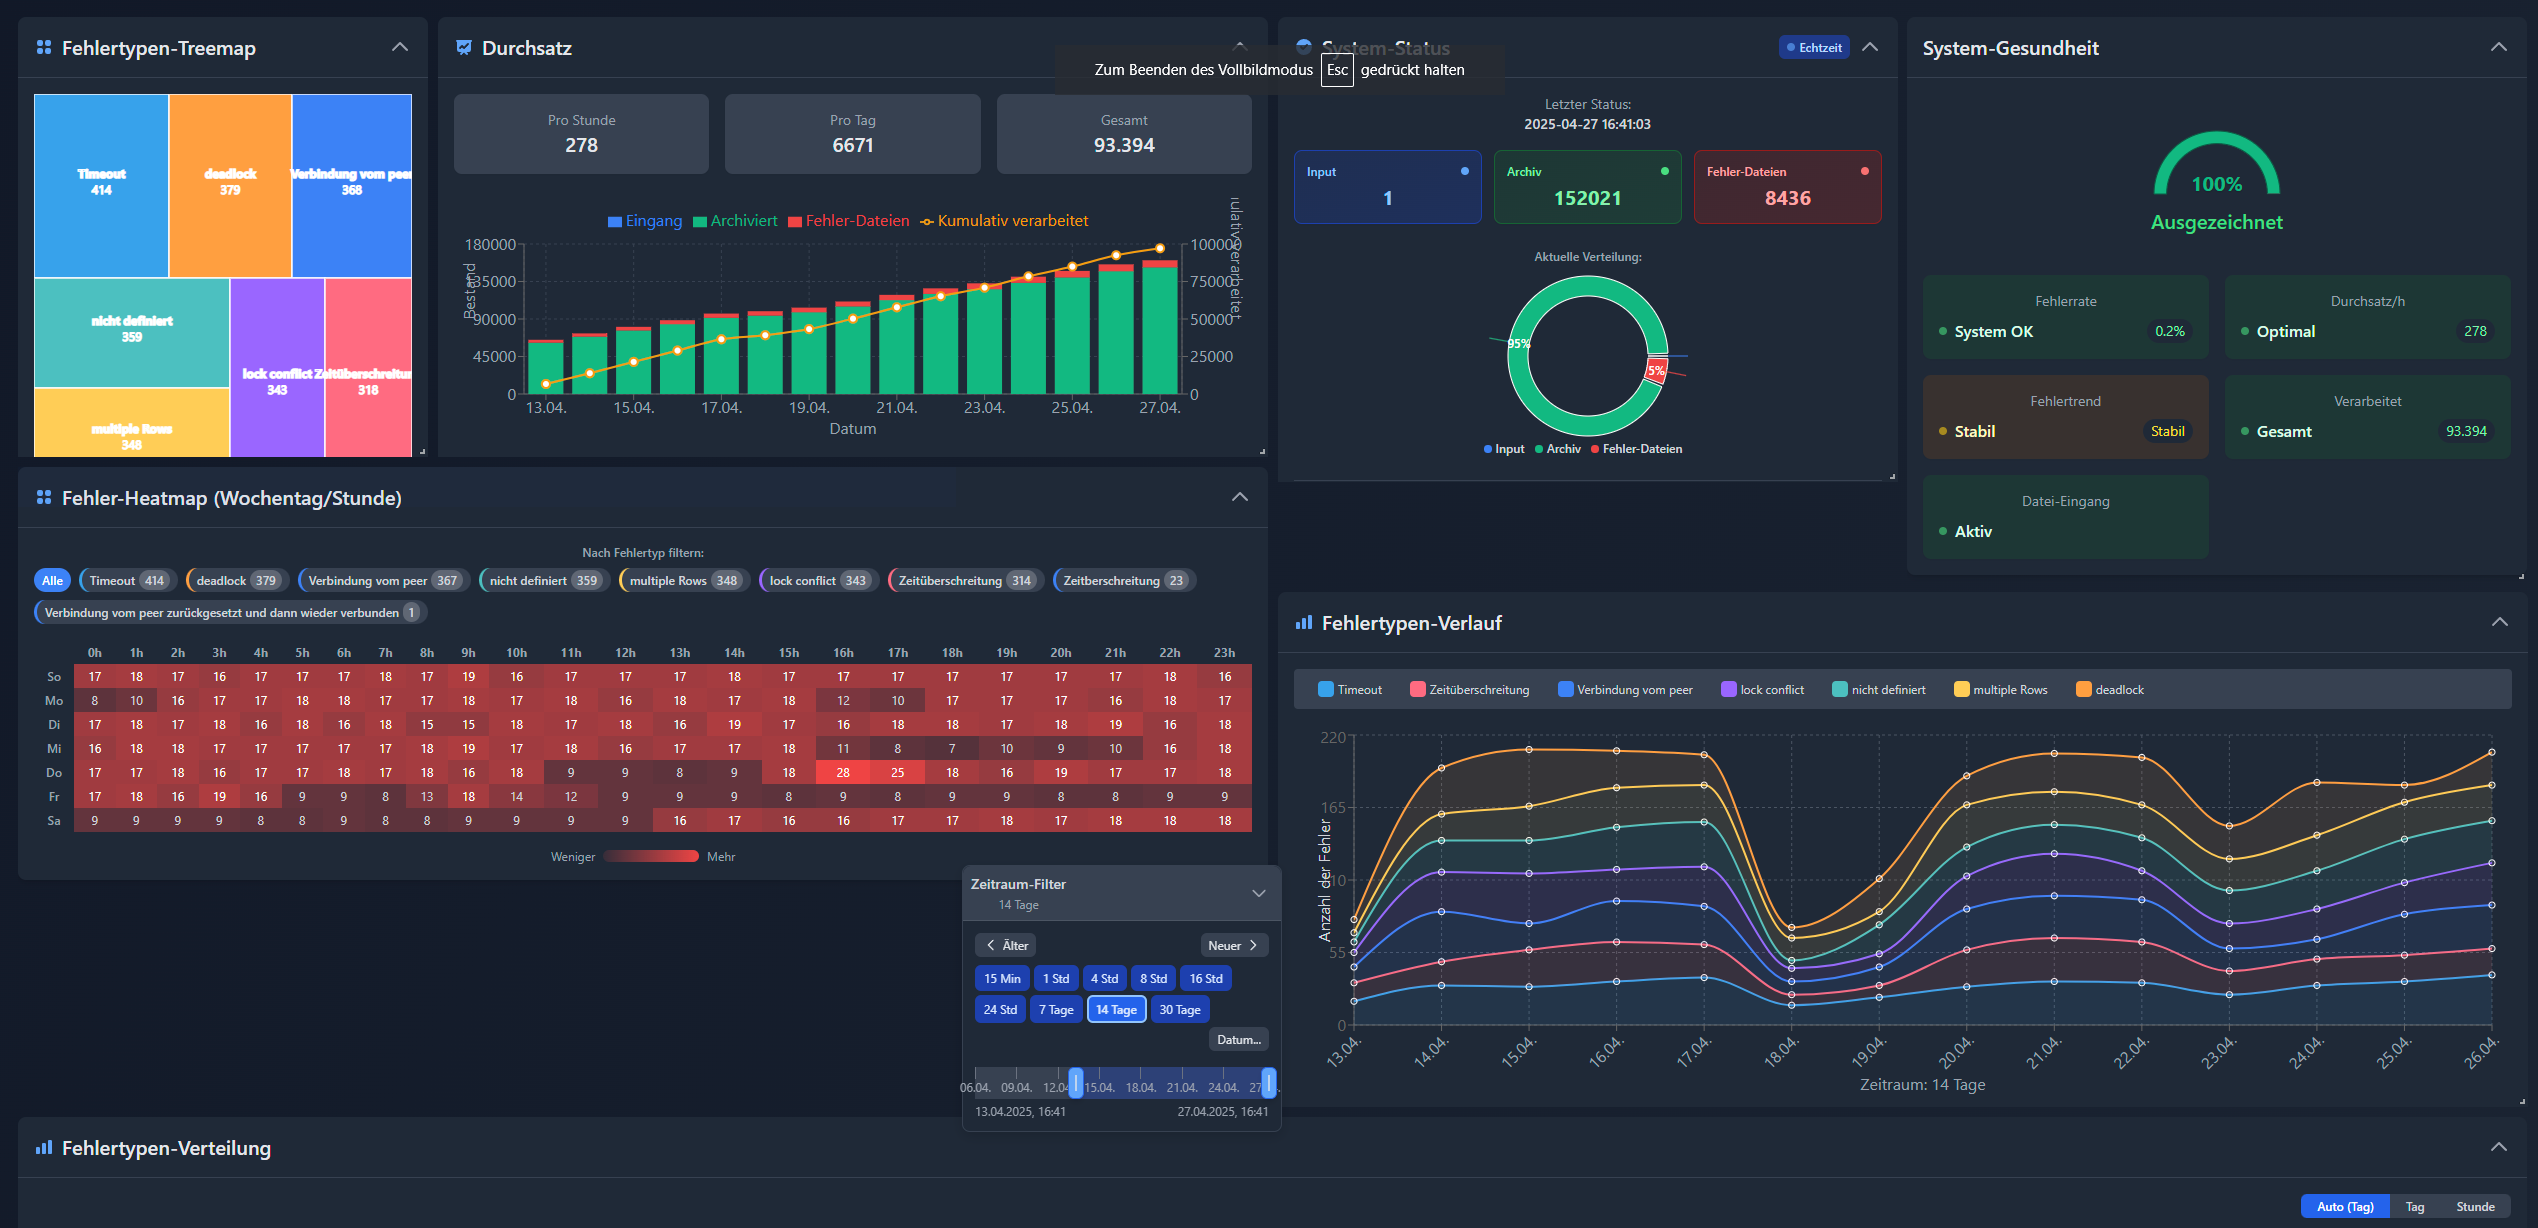 Fehlertypen-Treemap
Timeout
414
deadlock
379
Verbindung vom peer
368
nicht definiert
359
lock conflict
343
Zeitüberschreitur
318
multiple Rows
348
Durchsatz
Pro Stunde
278
Pro Tag
6671
Gesamt
93.394
Eingang Archiviert Fehler-Dateien Kumulativ verarbeitet
Bestand
180000
90000
45000
0
100000
75000
50000
25000
0
13.04. 15.04. 17.04. 19.04. 21.04. 23.04. 25.04. 27.04.
Datum
Zum Beenden des Vollbildmodus Esc gedrückt halten
System-Status
Echtzeit
Letzter Status:
2025-04-27 16:41:03
Input
1
Archiv
152021
Fehler-Dateien
8436
Aktuelle Verteilung:
95%
5%
Input Archiv Fehler-Dateien
System-Gesundheit
100%
Ausgezeichnet
Fehlerrate
System OK 0.2%
Durchsatz/h
Optimal 278
Fehlertrend
Stabil Stabil
Verarbeitet
Gesamt 93.394
Datei-Eingang
Aktiv
Fehler-Heatmap (Wochentag/Stunde)
Nach Fehlertyp filtern:
Alle Timeout 414 deadlock 379 Verbindung vom peer 367 nicht definiert 359 multiple Rows 348 lock conflict 343 Zeitüberschreitung 314 Zeitberschreitung 23
Verbindung vom peer zurückgesetzt und dann wieder verbunden 1
0h 1h 2h 3h 4h 5h 6h 7h 8h 9h 10h 11h 12h 13h 14h 15h 16h 17h 18h 19h 20h 21h 22h 23h
So 17 18 17 16 17 17 17 18 17 19 16 17 17 17 18 17 17 17 17 17 17 17 18 16
Mo 8 10 16 17 17 18 18 17 17 18 17 18 16 18 17 18 12 10 17 17 17 16 18 17
Di 17 18 17 18 16 18 16 18 15 15 18 17 18 16 19 17 16 18 18 17 18 19 16 18
Mi 16 18 18 17 17 17 17 17 18 19 17 18 16 17 17 18 11 8 7 10 9 10 16 18
Do 17 17 18 16 17 17 18 17 18 16 18 9 9 8 9 18 28 25 18 16 19 17 17 18
Fr 17 18 16 19 16 9 9 8 13 18 14 12 9 9 9 8 9 8 9 9 8 8 9 9
Sa 9 9 9 9 8 8 9 8 8 9 9 9 9 16 17 16 16 17 17 18 17 18 18 18
Weniger Mehr
Zeitraum-Filter
14 Tage
Älter Neuer
15 Min 1 Std 4 Std 8 Std 16 Std
24 Std 7 Tage 14 Tage 30 Tage
Datum...
06.04. 09.04. 15.04. 18.04. 21.04. 24.04.
13.04.2025, 16:41 27.04.2025, 16:41
Fehlertypen-Verlauf
Timeout Zeitüberschreitung Verbindung vom peer lock conflict nicht definiert multiple Rows deadlock
Anzahl der Fehler
220
165
55
0
13.04. 14.04. 15.04. 16.04. 17.04. 18.04. 19.04. 20.04. 21.04. 22.04. 23.04. 24.04. 25.04. 26.04.
Zeitraum: 14 Tage
Fehlertypen-Verteilung
Auto (Tag) Tag Stunde